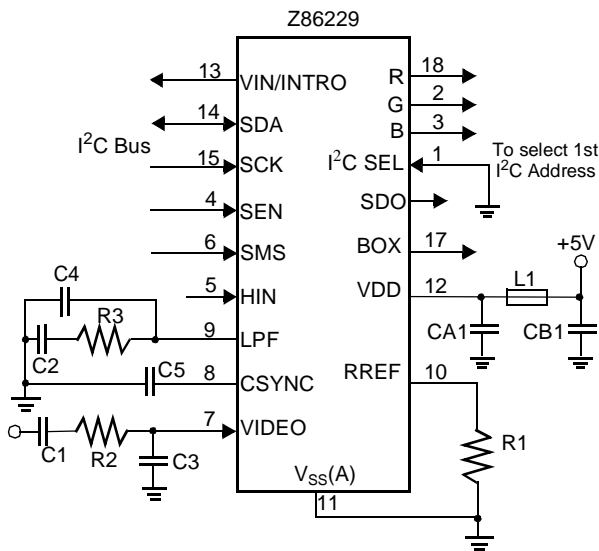 Z86229
13
VIN/INTRO
R
18
G
2
14
SDA
B
3
I²C Bus
15
SCK
I²C SEL
1
To select 1st
I²C Address
4
SEN
SDO
6
SMS
BOX
17
+5V
C4
5
HIN
VDD
12
L1
R3
9
LPF
CA1
CB1
C2
C5
8
CSYNC
RREF
10
7
VIDEO
C1
R2
C3
R1
VSS(A)
11